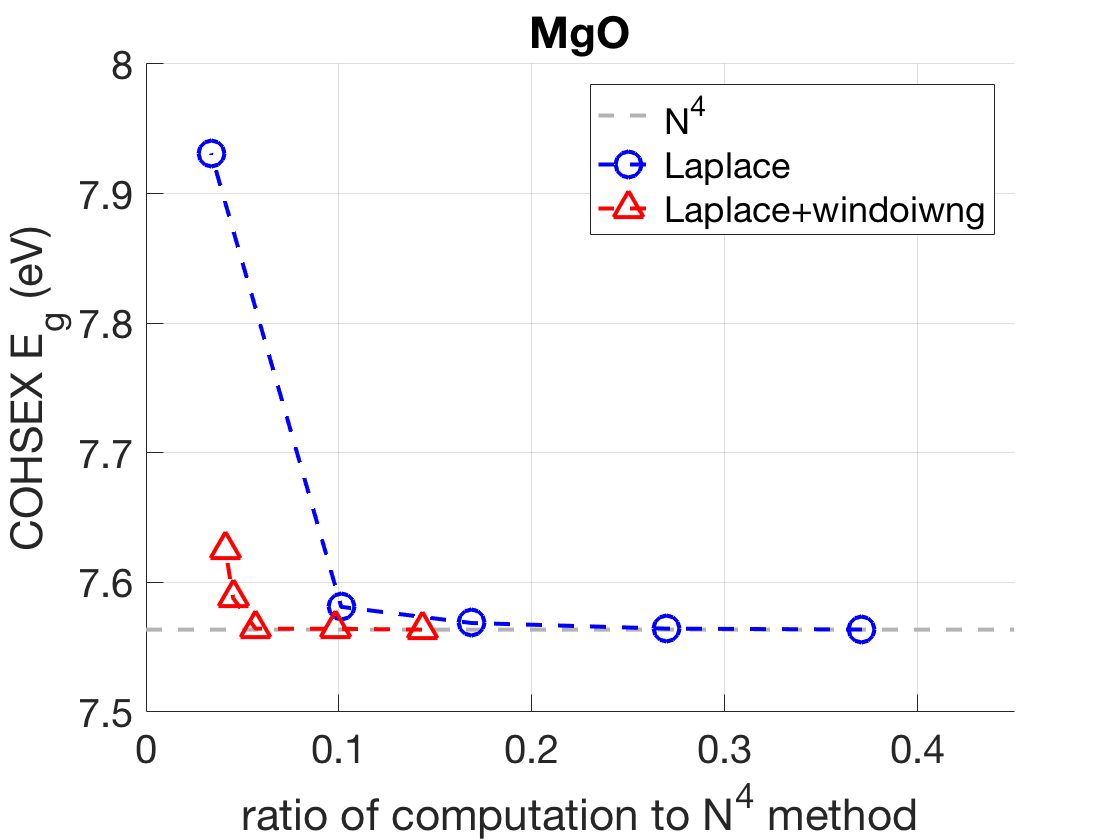 MgO
N^4
Laplace
Laplace+windoiwng
COHSEX E_g (eV)
8
7.9
7.8
7.7
7.6
7.5
0
0.1
0.2
0.3
0.4
ratio of computation to N^4 method